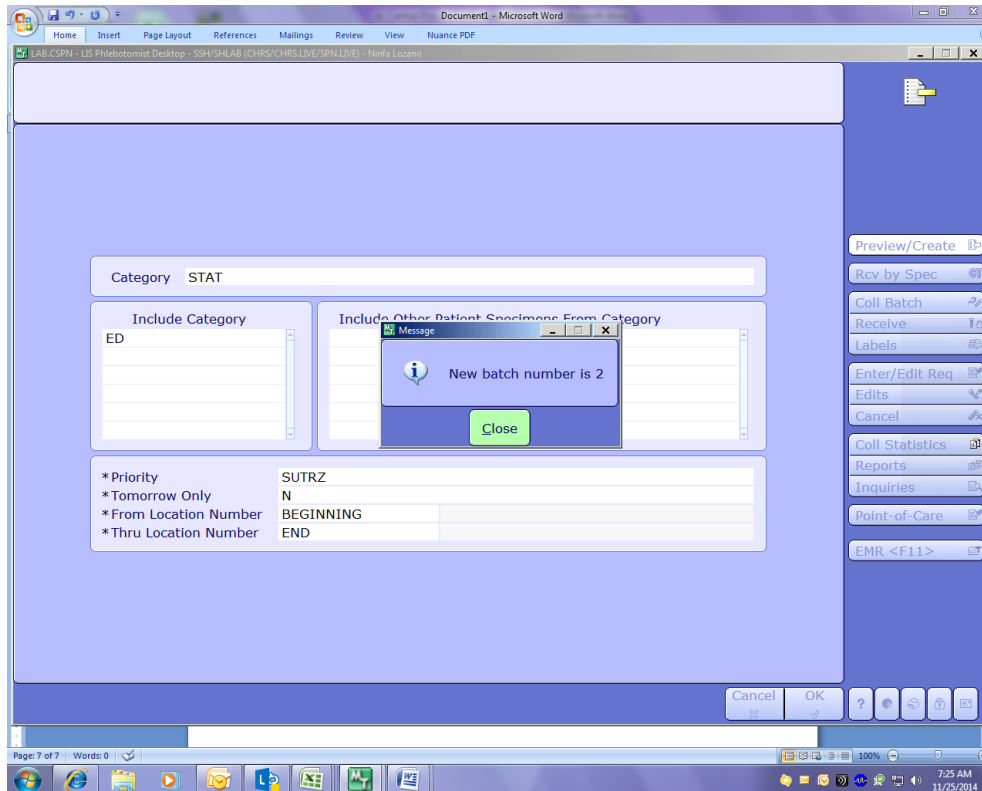 Document1 - Microsoft Word
Home Insert Page Layout References Mailings Review View Nuance PDF
LAB.CSPN - LIS Phlebotomist Desktop - SSH/SHLAB (CHRS/CHRS.LIVE/SPN.LIVE) - Ninfa Lozano
Preview/Create
Category STAT
Rcv by Spec
Coll Batch
Include Category
Include Other Patient Specimens From Category
Receive
Message
ED
Labels
New batch number is 2
Enter/Edit Req
Edits
Cancel
Close
Coll Statistics
Reports
*Priority SUTRZ
Inquiries
*Tomorrow Only N
*From Location Number BEGINNING
Point-of-Care
*Thru Location Number END
EMR <F11>
Cancel OK
?
Page: 7 of 7 Words: 0 100%
7:25 AM
11/25/2014